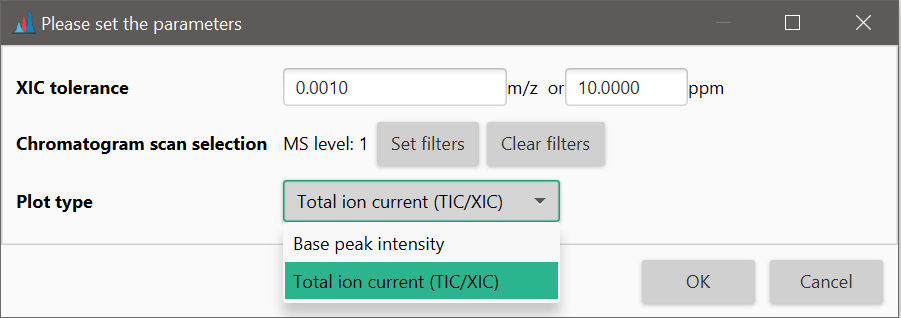 Please set the parameters
XIC tolerance 0.0010 m/z or 10.0000 ppm
Chromatogram scan selection MS level: 1 Set filters Clear filters
Plot type Total ion current (TIC/XIC)
Base peak intensity
Total ion current (TIC/XIC)
OK Cancel